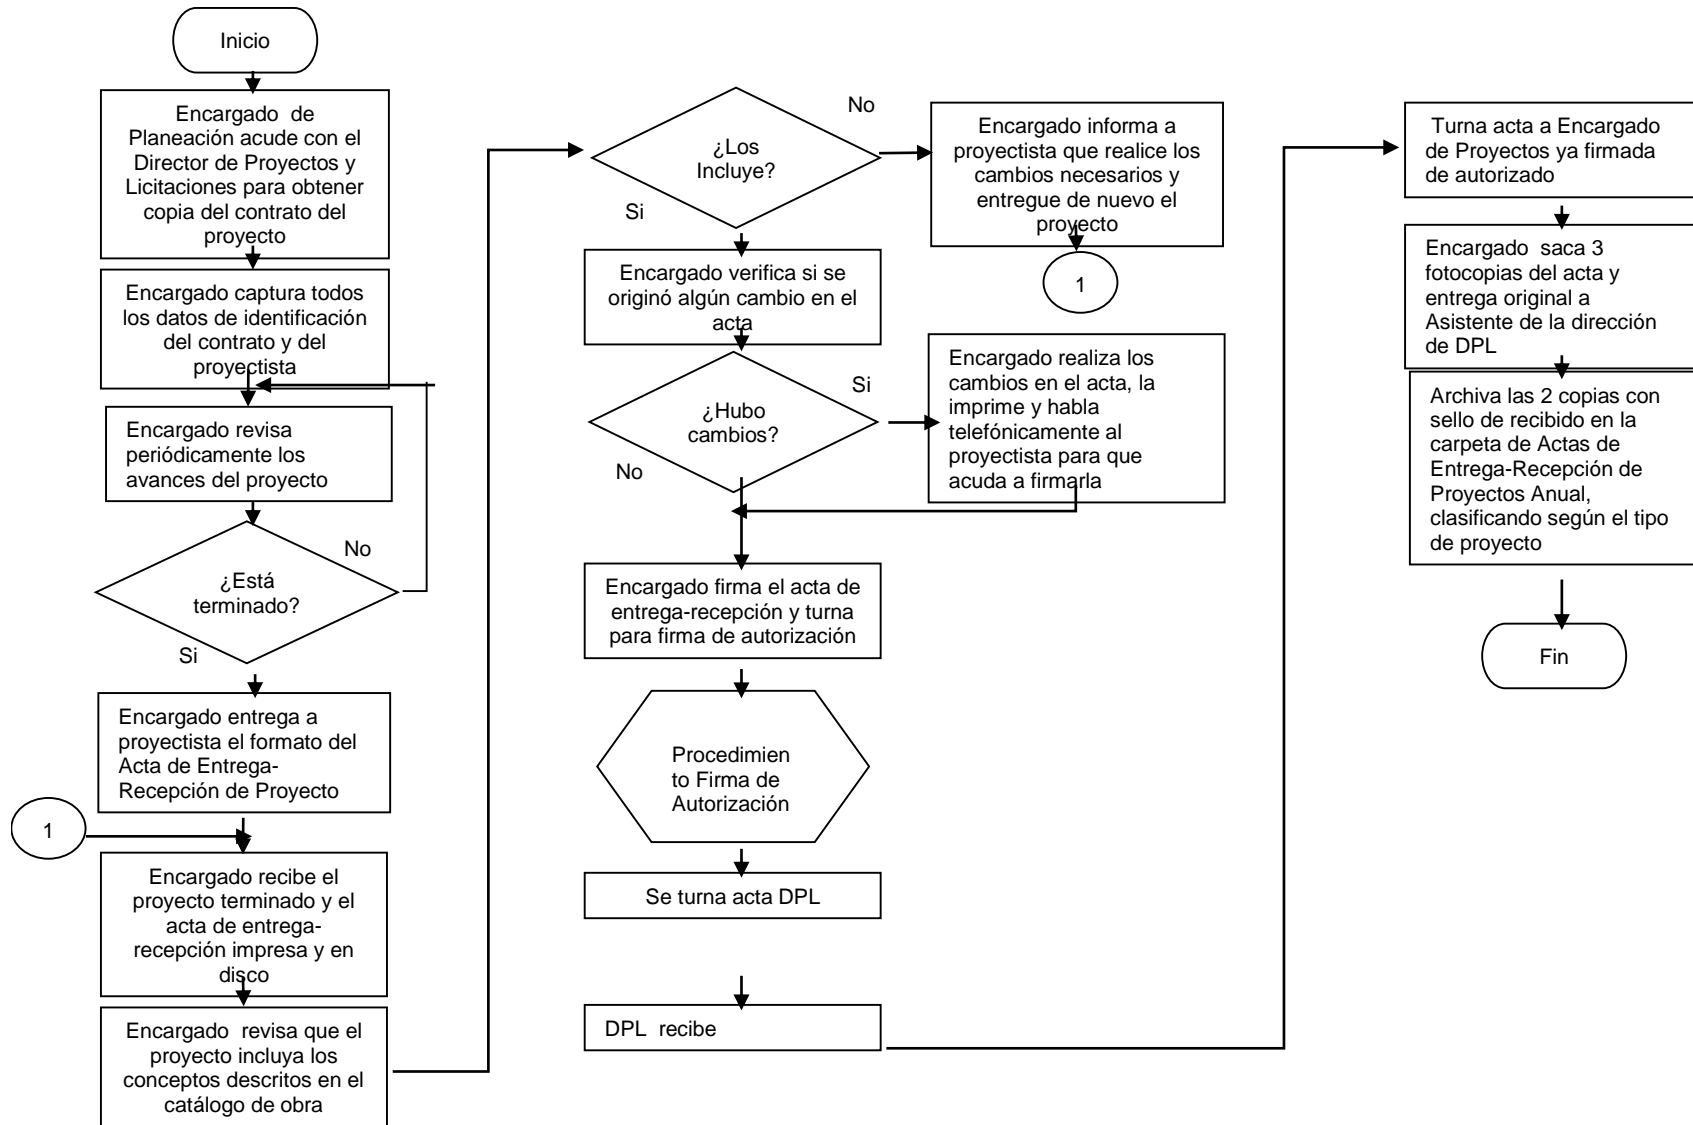 Inicio
Encargado  de
Planeación acude con el
Director de Proyectos y
Licitaciones para obtener
copia del contrato del
proyecto
Encargado captura todos
los datos de identificación
del contrato y del
proyectista
Encargado revisa
periódicamente los
avances del proyecto
No
¿Está
terminado?
Si
Encargado entrega a
proyectista el formato del
Acta de Entrega-
Recepción de Proyecto
1
Encargado recibe el
proyecto terminado y el
acta de entrega-
recepción impresa y en
disco
Encargado  revisa que el
proyecto incluya los
conceptos descritos en el
catálogo de obra
¿Los
Incluye?
No
Si
Encargado informa a
proyectista que realice los
cambios necesarios y
entregue de nuevo el
proyecto
1
Encargado verifica si se
originó algún cambio en el
acta
¿Hubo
cambios?
Si
No
Encargado realiza los
cambios en el acta, la
imprime y habla
telefónicamente al
proyectista para que
acuda a firmarla
Encargado firma el acta de
entrega-recepción y turna
para firma de autorización
Procedimien
to Firma de
Autorización
Se turna acta DPL
DPL  recibe
Turna acta a Encargado
de Proyectos ya firmada
de autorizado
Encargado  saca 3
fotocopias del acta y
entrega original a
Asistente de la dirección
de DPL
Archiva las 2 copias con
sello de recibido en la
carpeta de Actas de
Entrega-Recepción de
Proyectos Anual,
clasificando según el tipo
de proyecto
Fin